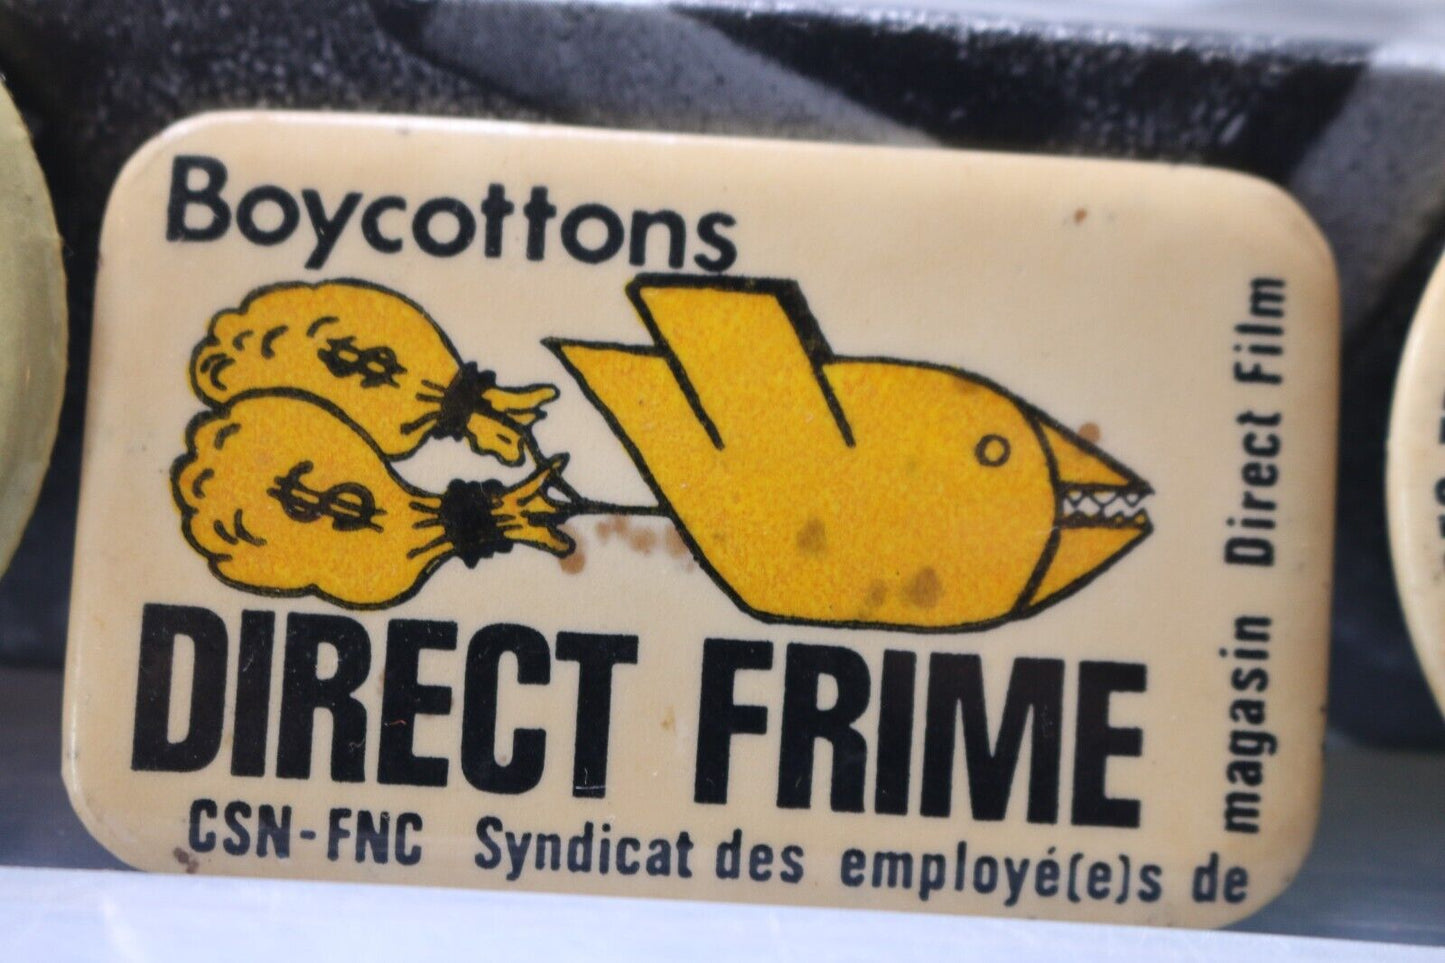 Boycottons
$
$
DIRECT FRIME
CSN-FNC Syndicat des employé(e)s de
magasin Direct Film